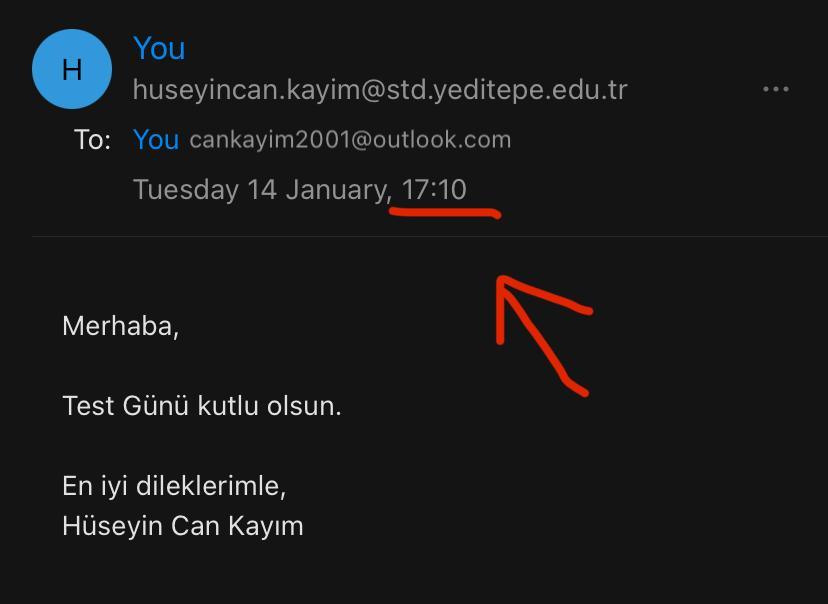 H
You
huseyincan.kayim@std.yeditepe.edu.tr
To: You cankayim2001@outlook.com
Tuesday 14 January, 17:10
Merhaba,
Test Günü kutlu olsun.
En iyi dileklerimle,
Hüseyin Can Kayım